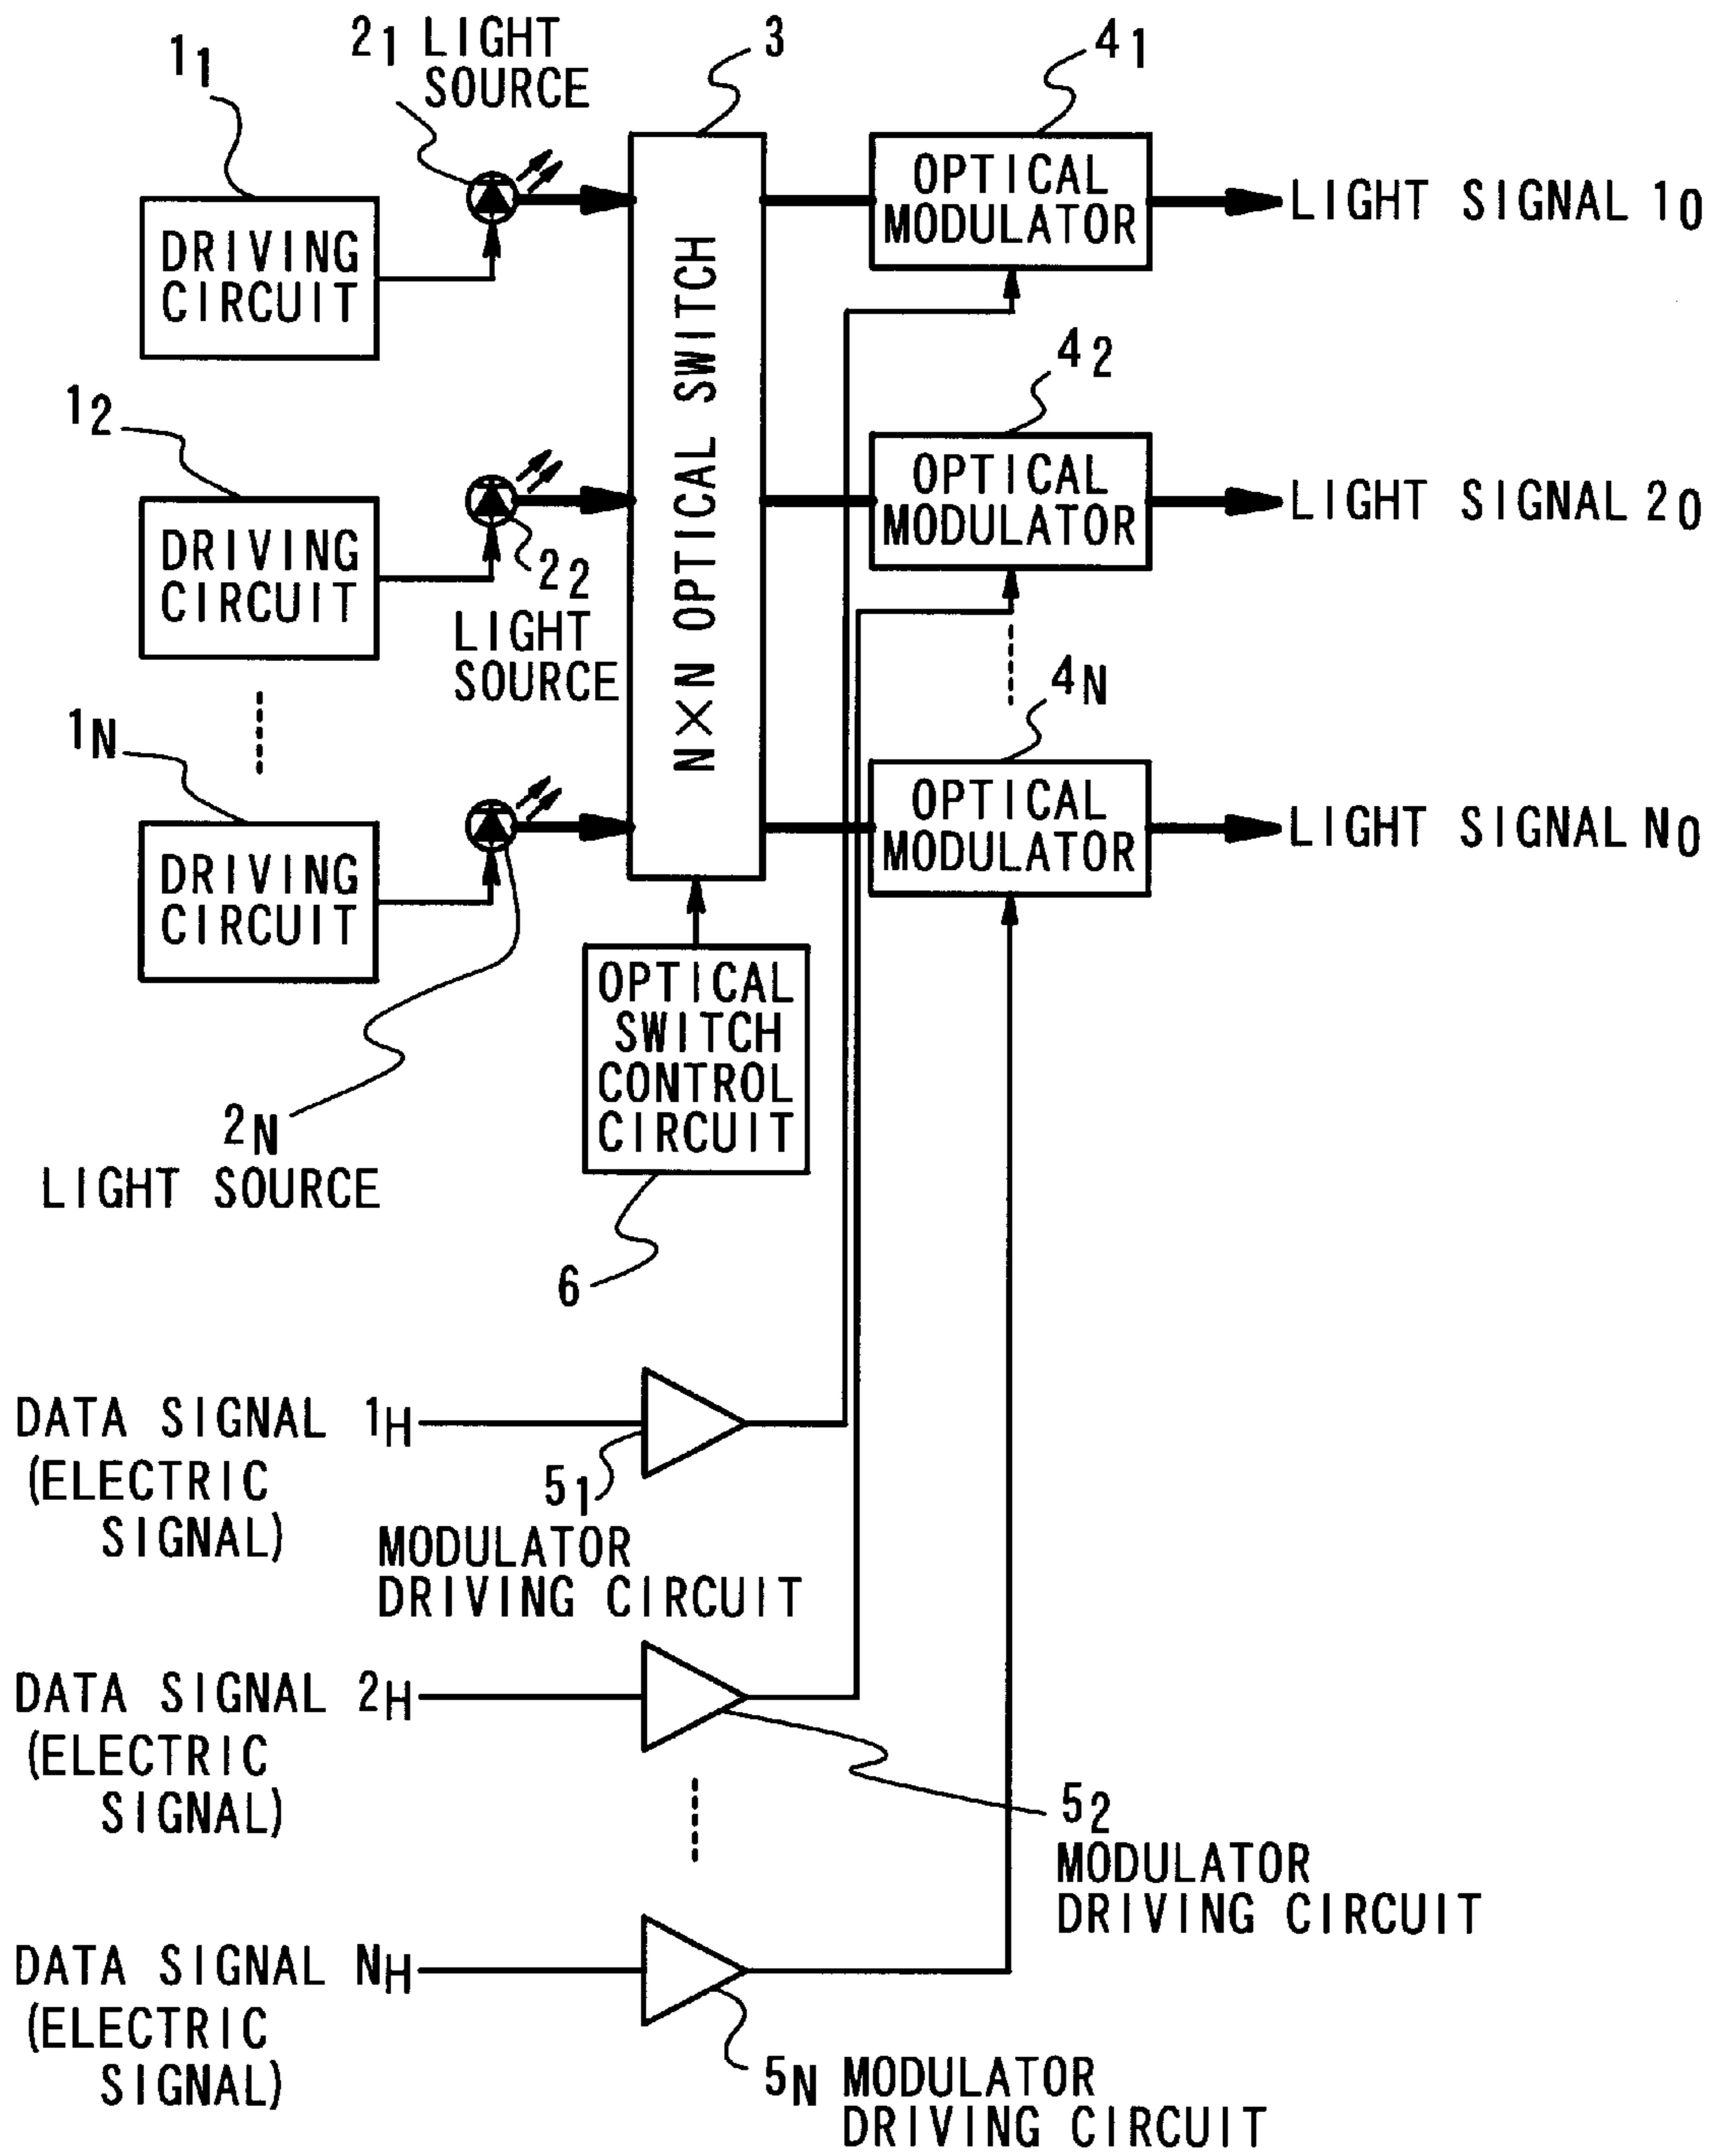 2₁ LIGHT
SOURCE
1₁
3
4₁
DRIVING
CIRCUIT
N×N OPTICAL SWITCH
OPTICAL
MODULATOR
LIGHT SIGNAL 1₀
1₂
4₂
DRIVING
CIRCUIT
2₂
LIGHT
SOURCE
OPTICAL
MODULATOR
LIGHT SIGNAL 2₀
1N
4N
DRIVING
CIRCUIT
OPTICAL
MODULATOR
LIGHT SIGNAL N₀
2N
LIGHT SOURCE
OPTICAL
SWITCH
CONTROL
CIRCUIT
6
DATA SIGNAL 1H
(ELECTRIC
SIGNAL)
5₁
MODULATOR
DRIVING CIRCUIT
DATA SIGNAL 2H
(ELECTRIC
SIGNAL)
5₂
MODULATOR
DRIVING CIRCUIT
DATA SIGNAL NH
(ELECTRIC
SIGNAL)
5N MODULATOR
DRIVING CIRCUIT